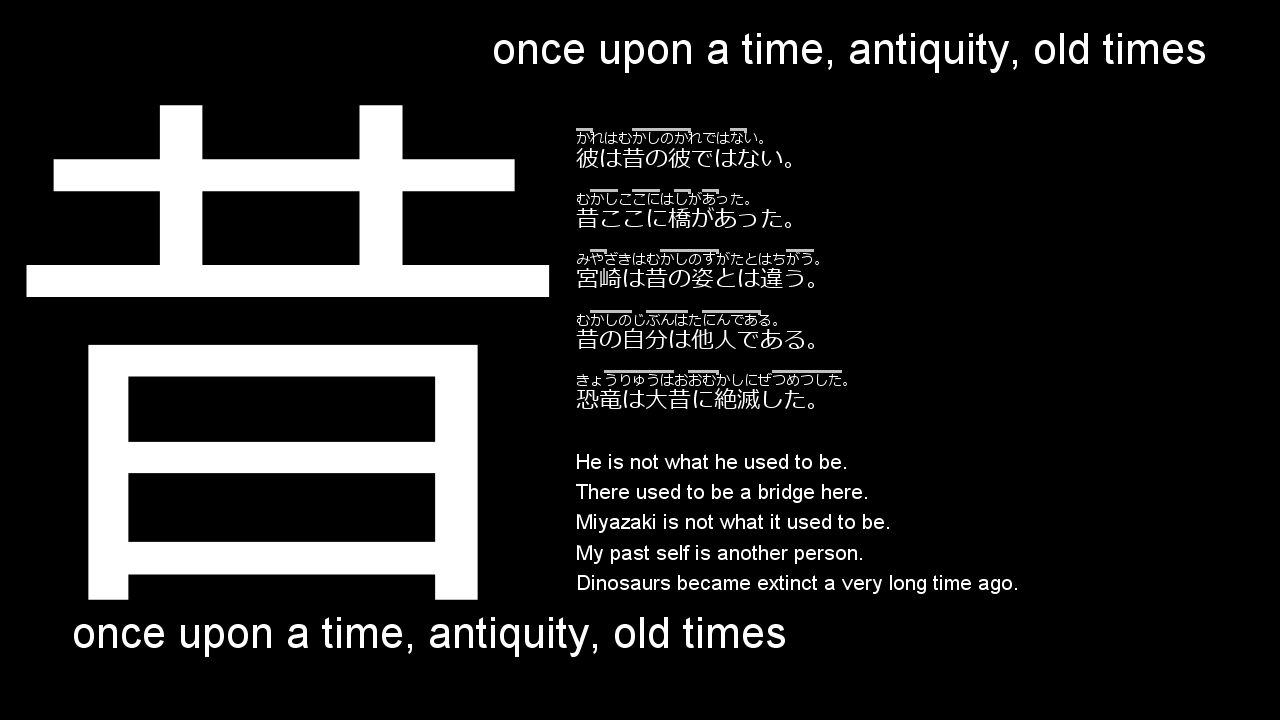 once upon a time, antiquity, old times
昔
かれはむかしのかれではない。
彼は昔の彼ではない。
むかしここにはしがあった。
昔ここに橋があった。
みやざきはむかしのすがたとはちがう。
宮崎は昔の姿とは違う。
むかしのじぶんはたにんである。
昔の自分は他人である。
きょうりゅうはおおむかしにぜつめつした。
恐竜は大昔に絶滅した。
He is not what he used to be.
There used to be a bridge here.
Miyazaki is not what it used to be.
My past self is another person.
Dinosaurs became extinct a very long time ago.
once upon a time, antiquity, old times